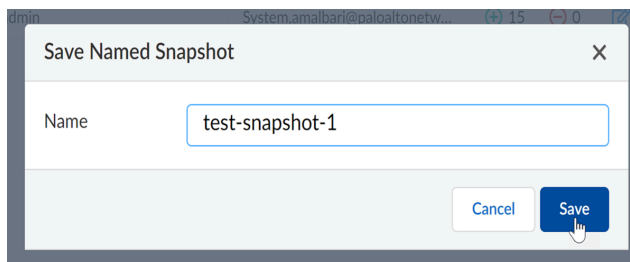 dmin System.amalbari@paloaltonetw... 15 0
Save Named Snapshot
Name test-snapshot-1
Cancel Save